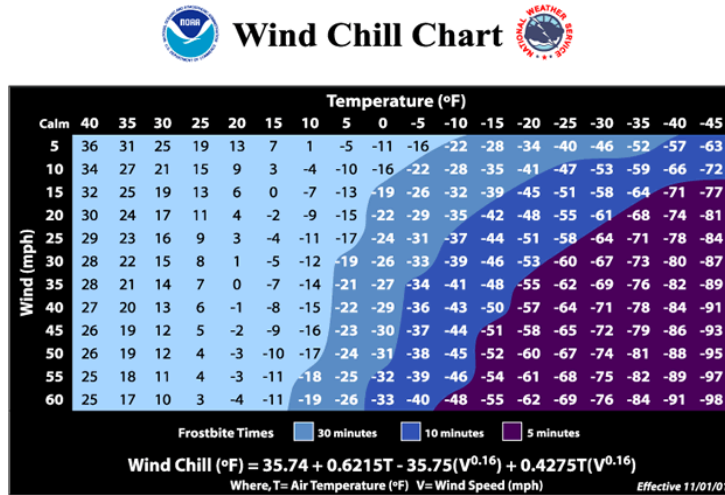 NOAA
Wind Chill Chart
NATIONAL WEATHER SERVICE
Temperature (ºF)
Calm 40 35 30 25 20 15 10 5 0 -5 -10 -15 -20 -25 -30 -35 -40 -45
5 36 31 25 19 13 7 1 -5 -11 -16 -22 -28 -34 -40 -46 -52 -57 -63
10 34 27 21 15 9 3 -4 -10 -16 -22 -28 -35 -41 -47 -53 -59 -66 -72
15 32 25 19 13 6 0 -7 -13 -19 -26 -32 -39 -45 -51 -58 -64 -71 -77
20 30 24 17 11 4 -2 -9 -15 -22 -29 -35 -42 -48 -55 -61 -68 -74 -81
25 29 23 16 9 3 -4 -11 -17 -24 -31 -37 -44 -51 -58 -64 -71 -78 -84
30 28 22 15 8 1 -5 -12 -19 -26 -33 -39 -46 -53 -60 -67 -73 -80 -87
35 28 21 14 7 0 -7 -14 -21 -27 -34 -41 -48 -55 -62 -69 -76 -82 -89
40 27 20 13 6 -1 -8 -15 -22 -29 -36 -43 -50 -57 -64 -71 -78 -84 -91
45 26 19 12 5 -2 -9 -16 -23 -30 -37 -44 -51 -58 -65 -72 -79 -86 -93
50 26 19 12 4 -3 -10 -17 -24 -31 -38 -45 -52 -60 -67 -74 -81 -88 -95
55 25 18 11 4 -3 -11 -18 -25 -32 -39 -46 -54 -61 -68 -75 -82 -89 -97
60 25 17 10 3 -4 -11 -19 -26 -33 -40 -48 -55 -62 -69 -76 -84 -91 -98
Wind (mph)
Frostbite Times 30 minutes 10 minutes 5 minutes
Wind Chill (ºF) = 35.74 + 0.6215T - 35.75(V^0.16) + 0.4275T(V^0.16)
Where, T= Air Temperature (ºF) V= Wind Speed (mph)
Effective 11/01/0